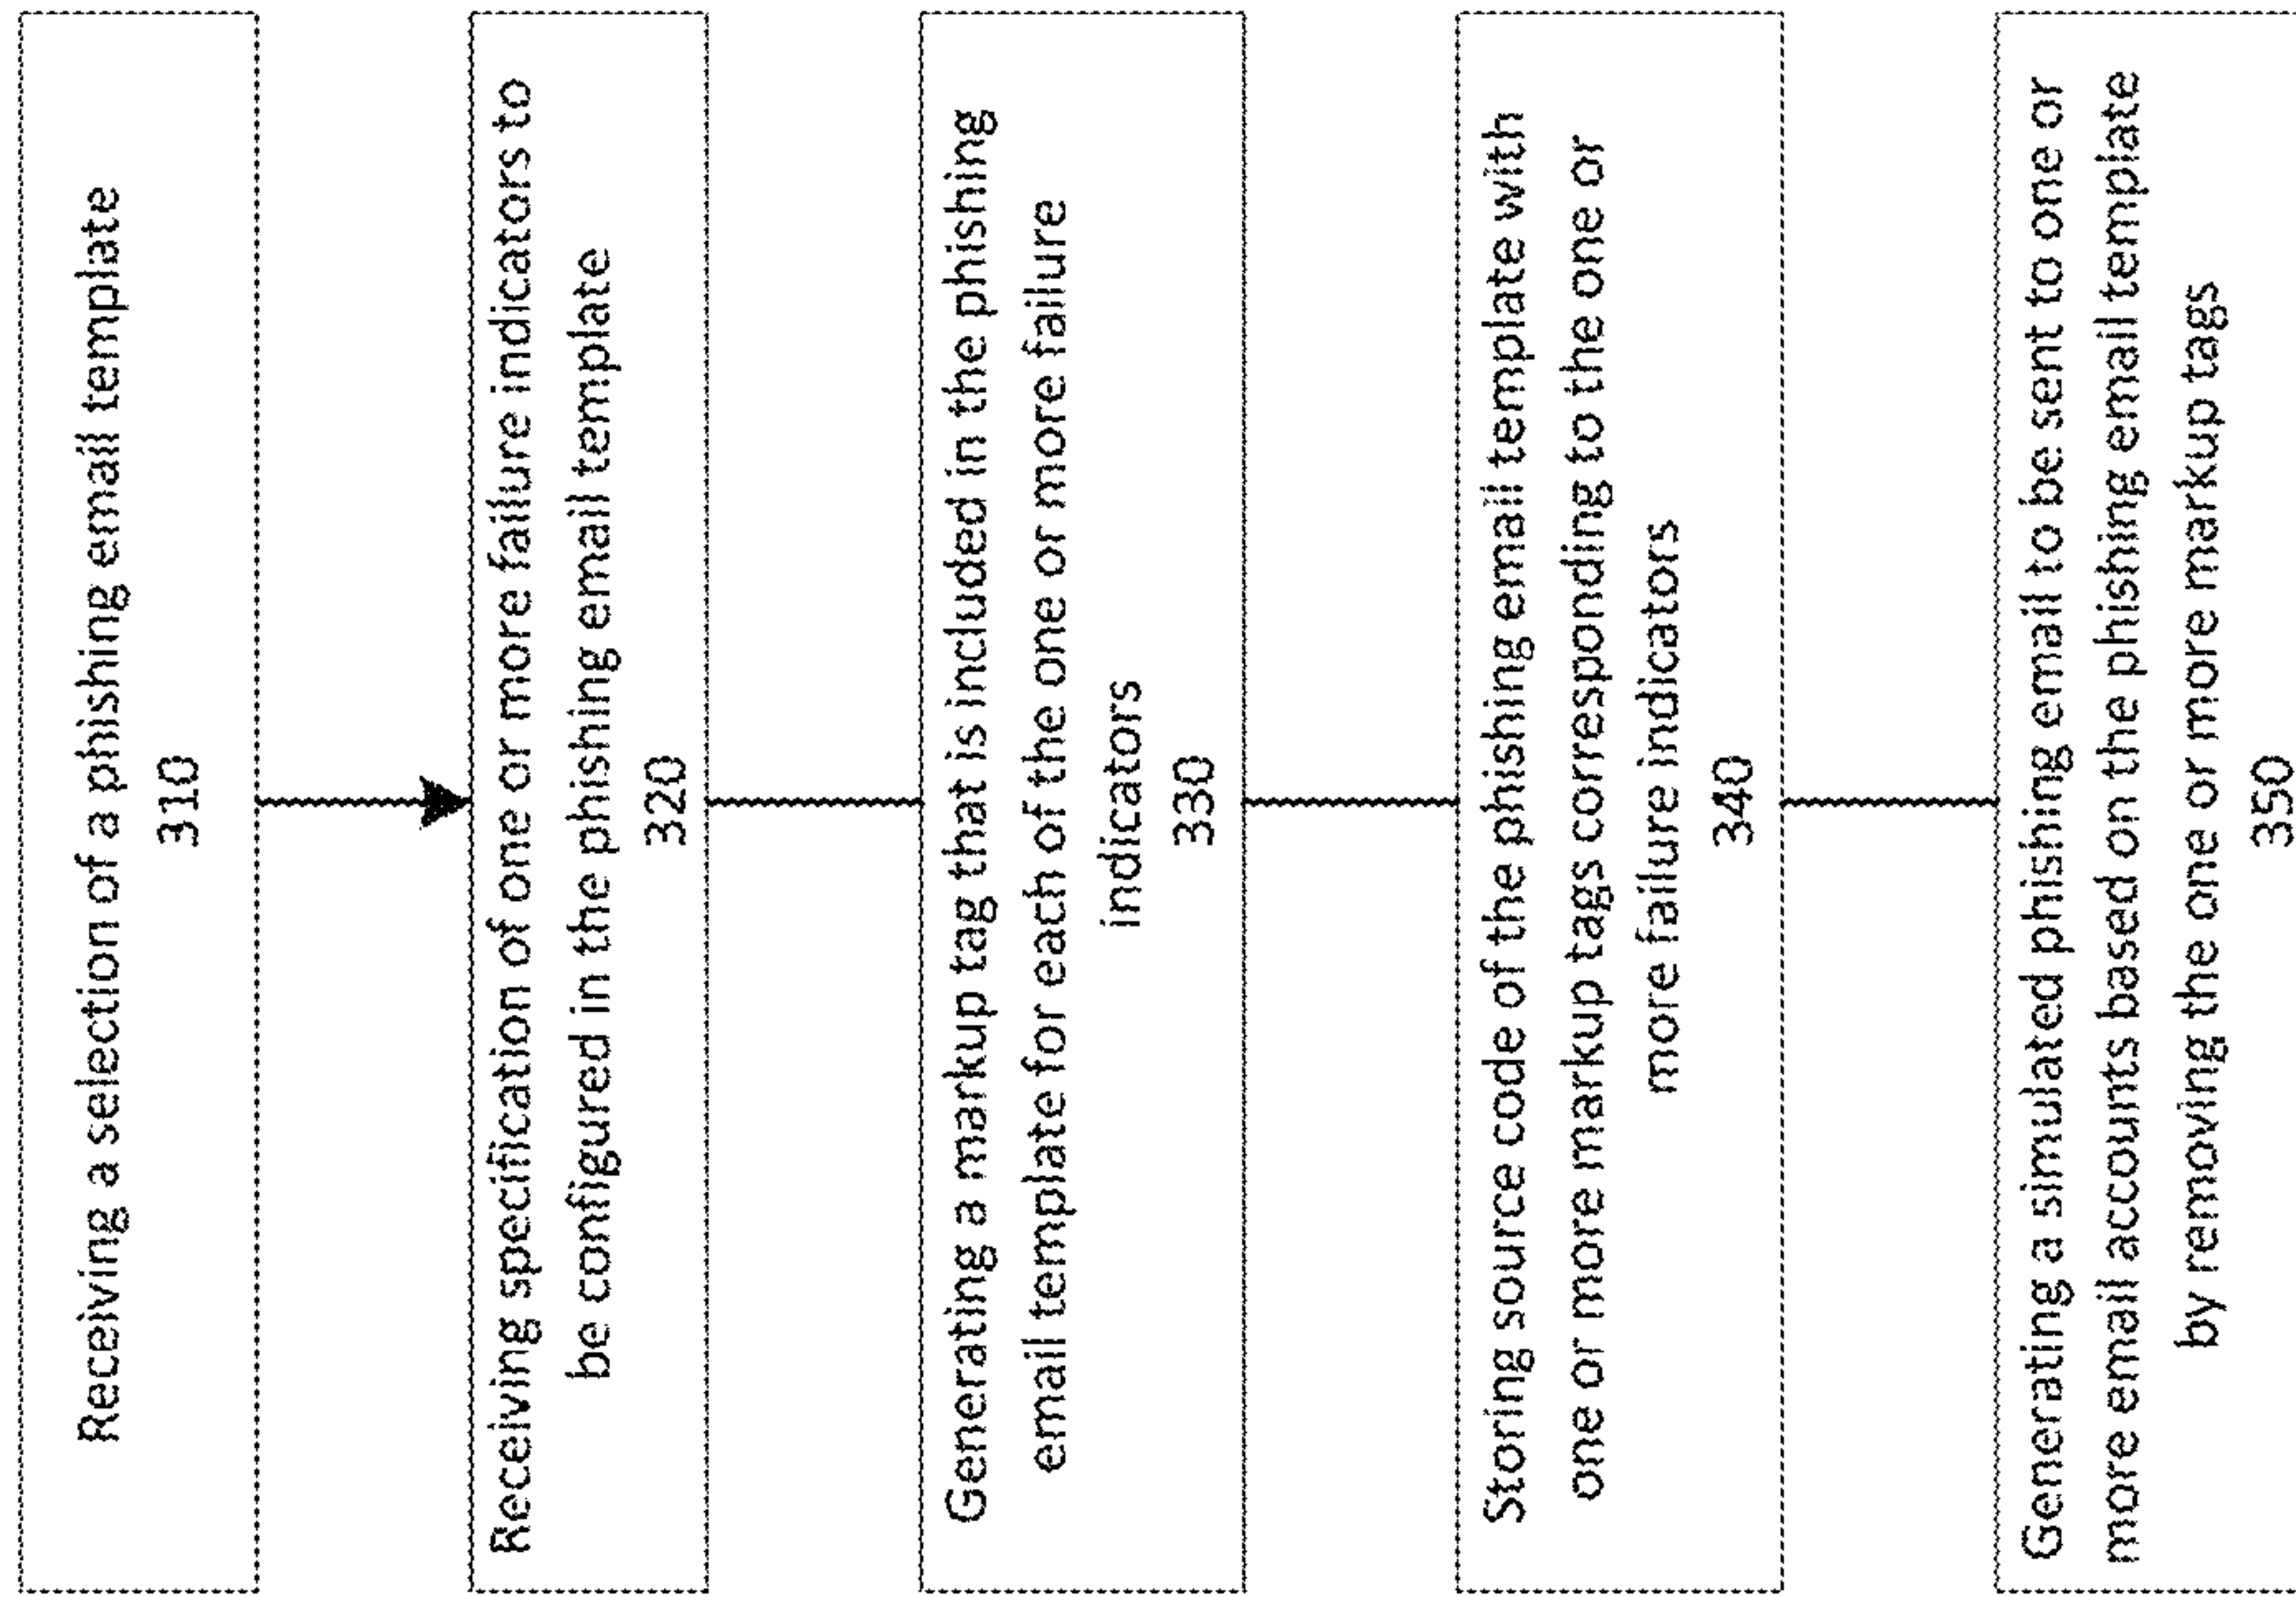 Receiving a selection of a phishing email template
310
Receiving specification of one or more failure indicators to
be configured in the phishing email template
320
Generating a markup tag that is included in the phishing
email template for each of the one or more failure
indicators
330
Storing source code of the phishing email template with
one or more markup tags corresponding to the one or
more failure indicators
340
Generating a simulated phishing email to be sent to one or
more email accounts based on the phishing email template
by removing the one or more markup tags
350